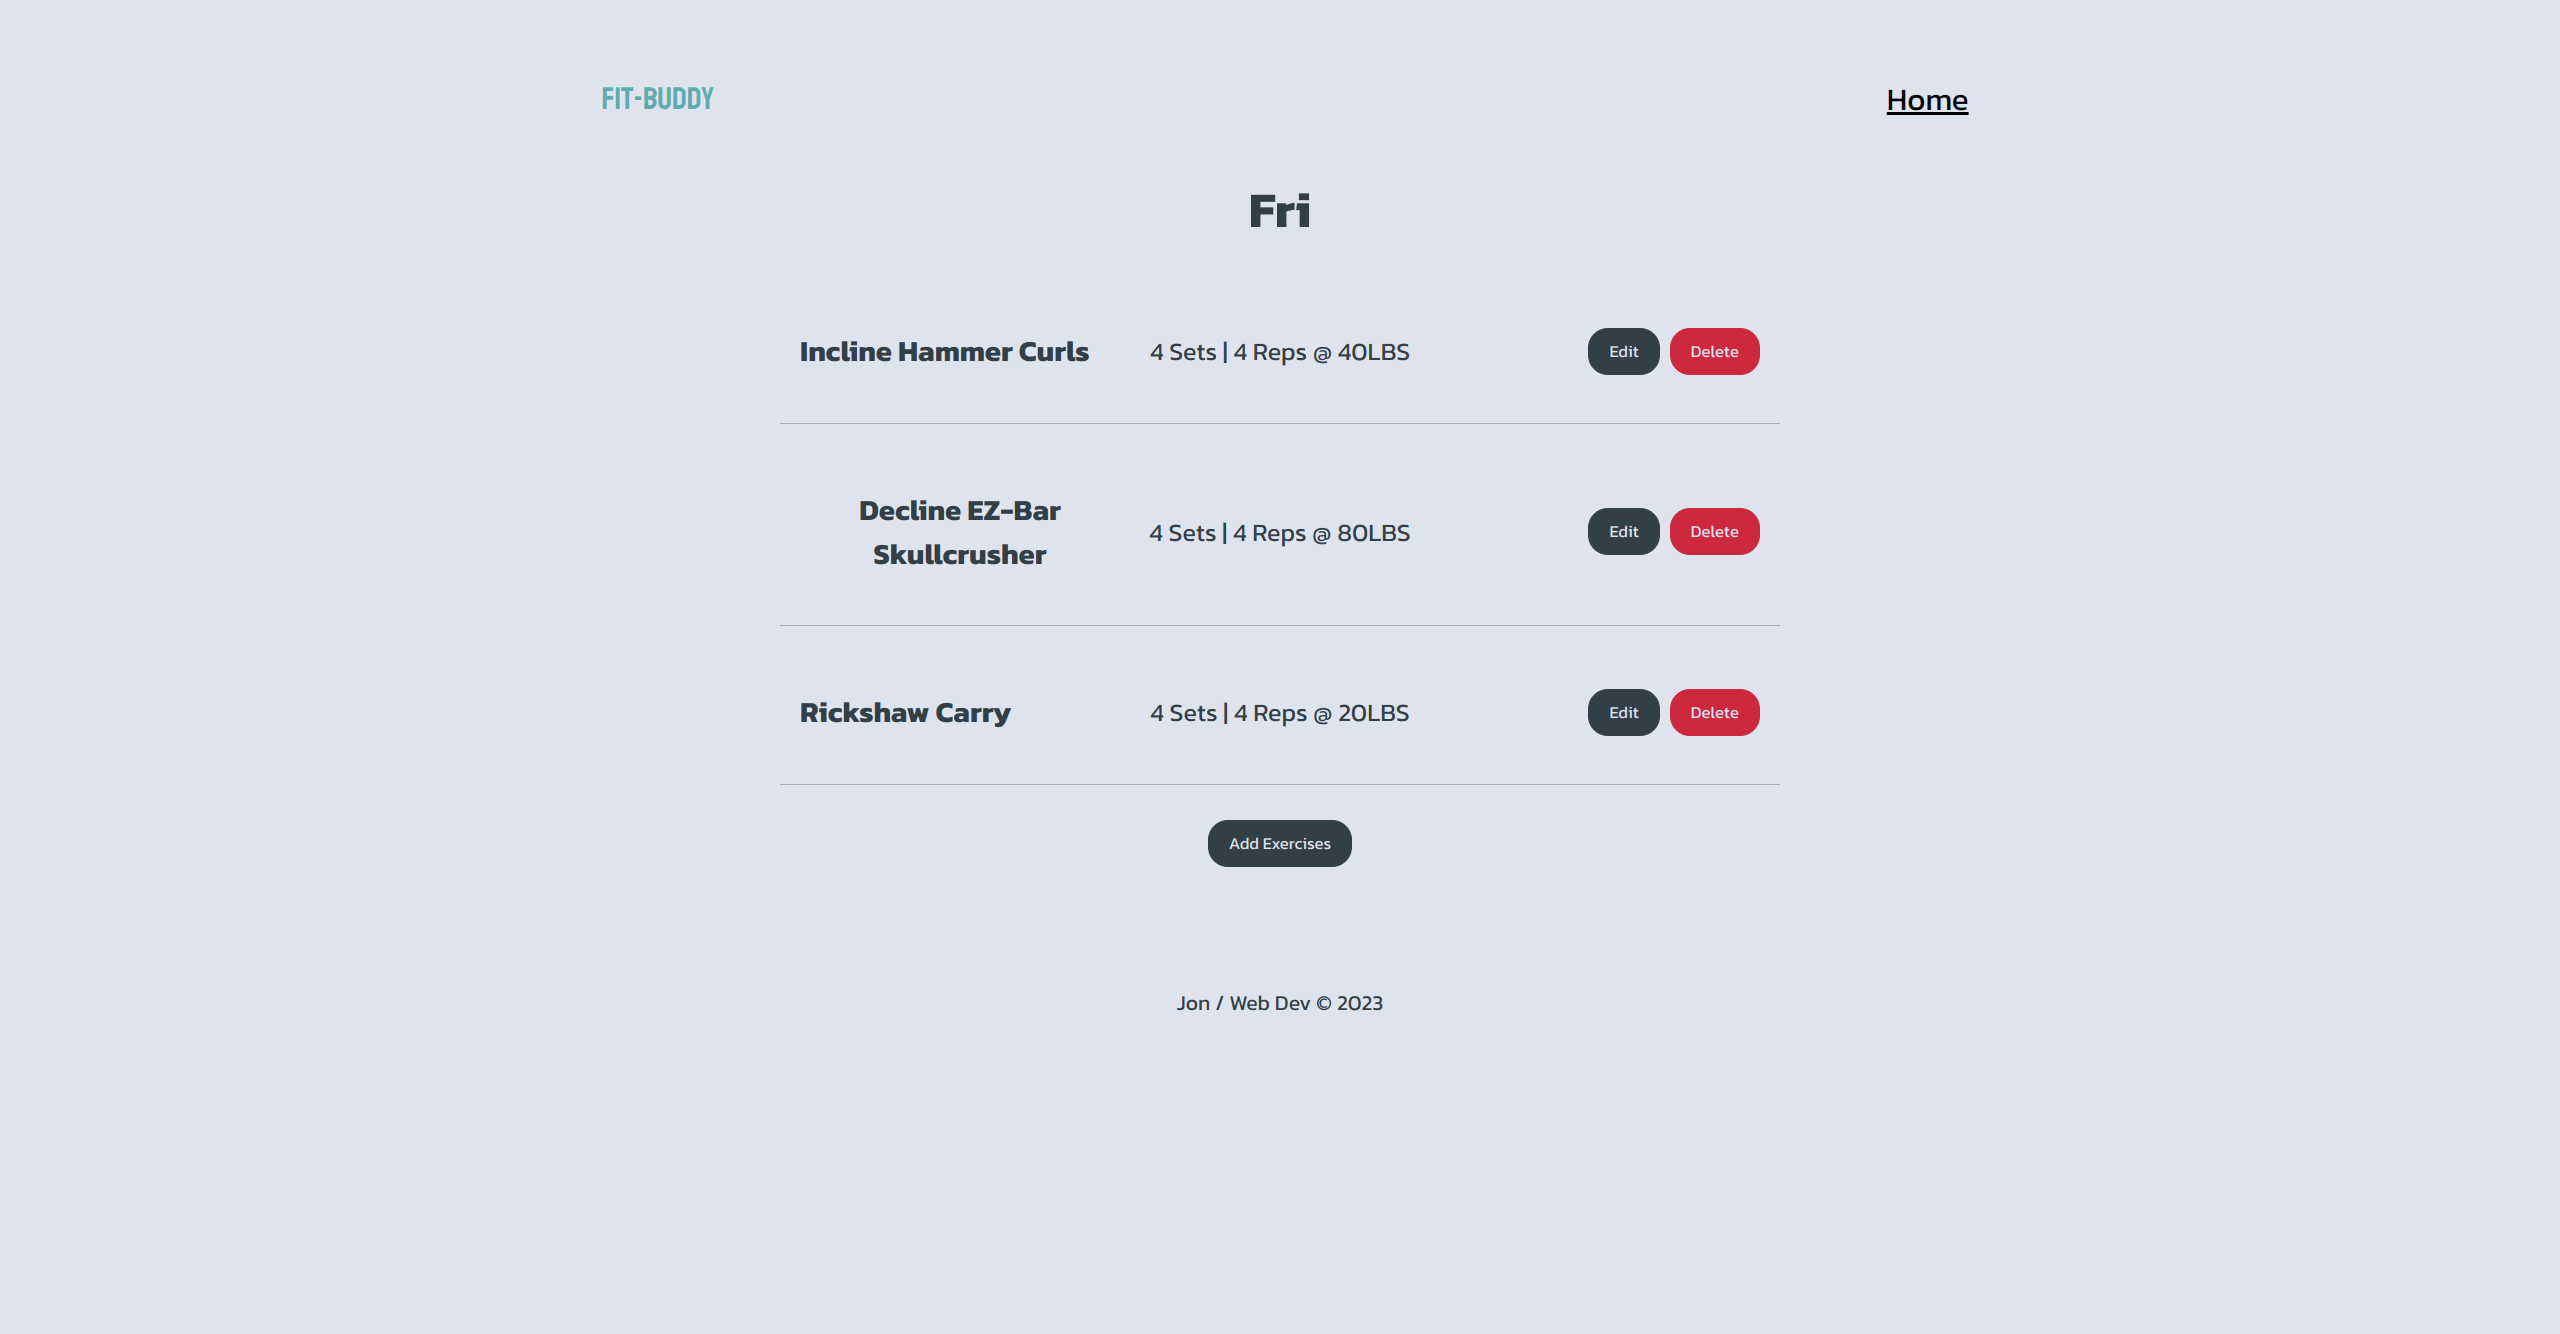 FIT-BUDDY
Home
Fri
Incline Hammer Curls
4 Sets | 4 Reps @ 40LBS
Edit
Delete
Decline EZ-Bar
Skullcrusher
4 Sets | 4 Reps @ 80LBS
Edit
Delete
Rickshaw Carry
4 Sets | 4 Reps @ 20LBS
Edit
Delete
Add Exercises
Jon / Web Dev © 2023